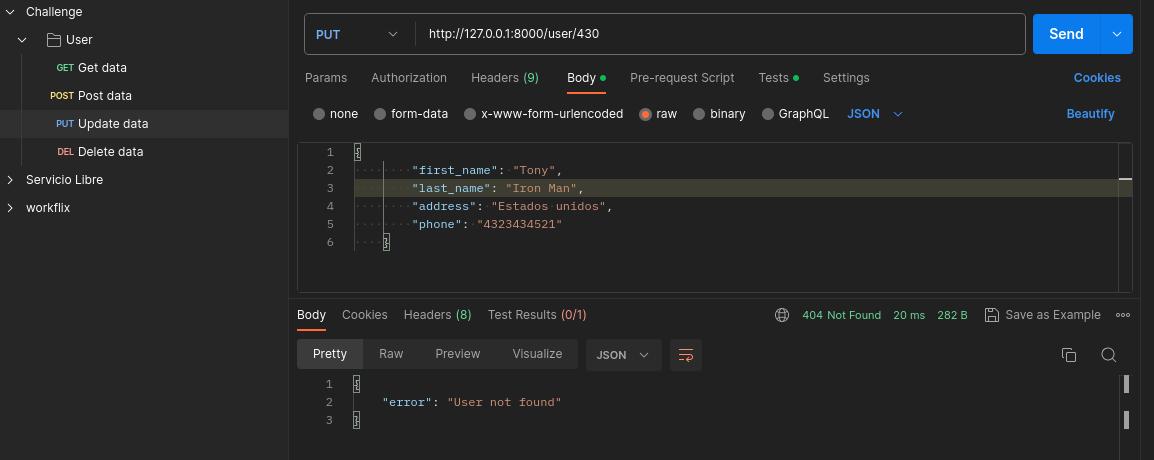 Challenge
User
GET Get data
POST Post data
PUT Update data
DEL Delete data
Servicio Libre
workflix
PUT http://127.0.0.1:8000/user/430 Send
Params Authorization Headers (9) Body Pre-request Script Tests Settings Cookies
none form-data x-www-form-urlencoded raw binary GraphQL JSON Beautify
1 {
2 "first_name": "Tony",
3 "last_name": "Iron Man",
4 "address": "Estados unidos",
5 "phone": "4323434521"
6 }
Body Cookies Headers (8) Test Results (0/1) 404 Not Found 20 ms 282 B Save as Example
Pretty Raw Preview Visualize JSON
1 {
2 "error": "User not found"
3 }